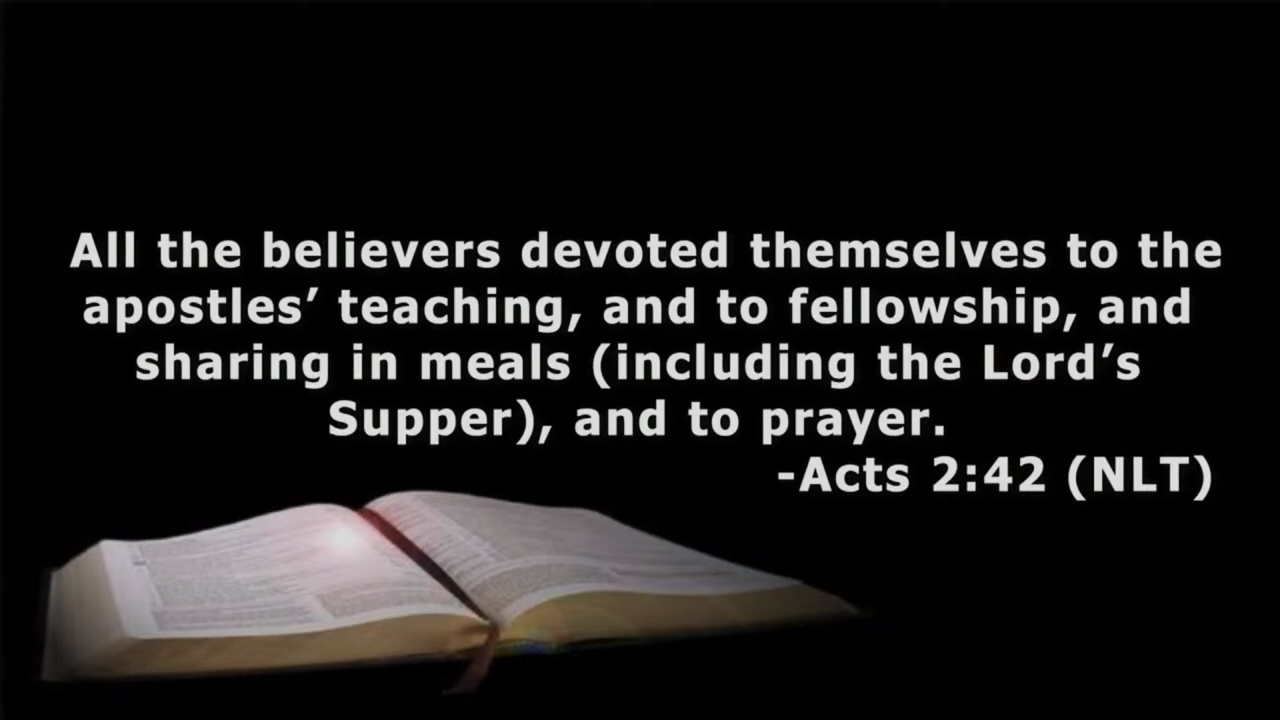 All the believers devoted themselves to the
apostles’ teaching, and to fellowship, and
sharing in meals (including the Lord’s
Supper), and to prayer.
-Acts 2:42 (NLT)